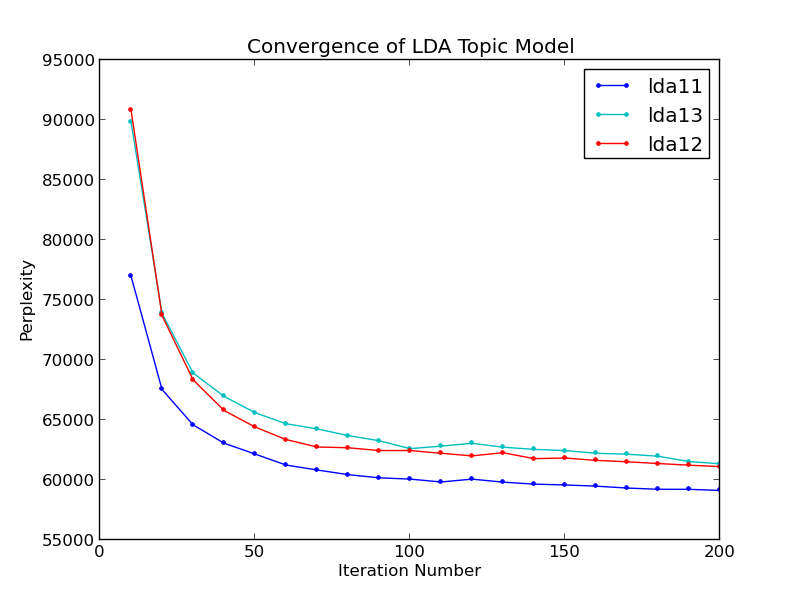 Convergence of LDA Topic Model
95000
90000
85000
80000
75000
70000
65000
60000
55000
Perplexity
0
50
100
150
200
Iteration Number
lda11
lda13
lda12